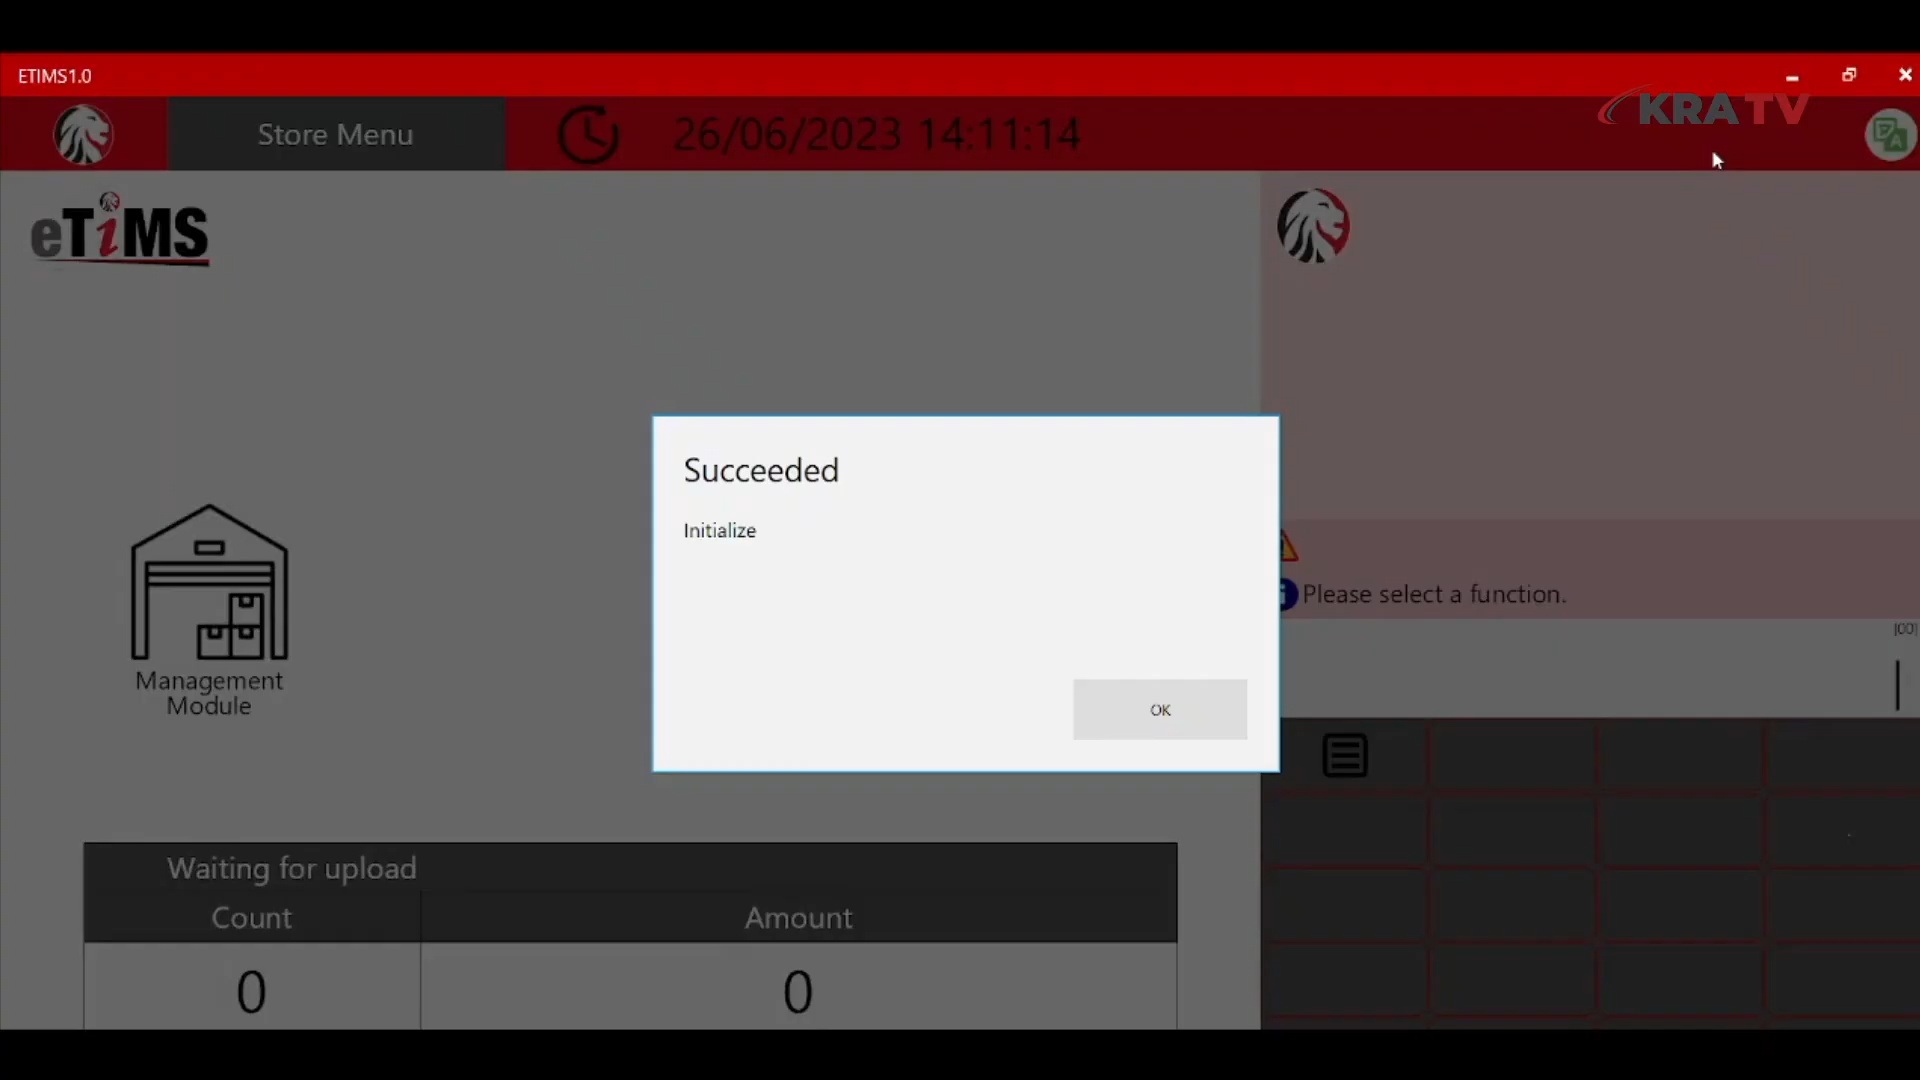 ETIMS1.0
KRA TV
Store Menu
26/06/2023 14:11:14
eTiMS
Succeeded
Initialize
OK
Please select a function.
[00]
Management
Module
Waiting for upload
Count
Amount
0
0